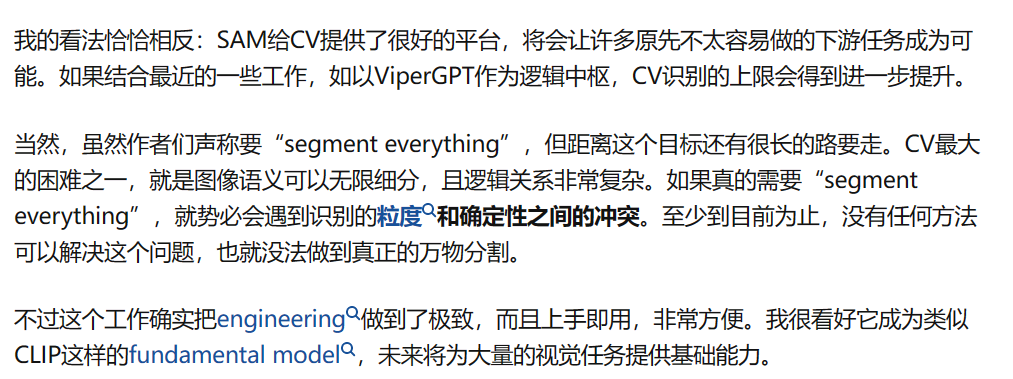 我的看法恰恰相反：SAM给CV提供了很好的平台，将会让许多原先不太容易做的下游任务成为可
能。如果结合最近的一些工作，如以ViperGPT作为逻辑中枢，CV识别的上限会得到进一步提升。
当然，虽然作者们声称要“segment everything”，但距离这个目标还有很长的路要走。CV最大
的困难之一，就是图像语义可以无限细分，且逻辑关系非常复杂。如果真的需要“segment
everything”，就势必会遇到识别的粒度和确定性之间的冲突。至少到目前为止，没有任何方法
可以解决这个问题，也就没法做到真正的万物分割。
不过这个工作确实把engineering做到了极致，而且上手即用，非常方便。我很看好它成为类似
CLIP这样的fundamental model，未来将为大量的视觉任务提供基础能力。